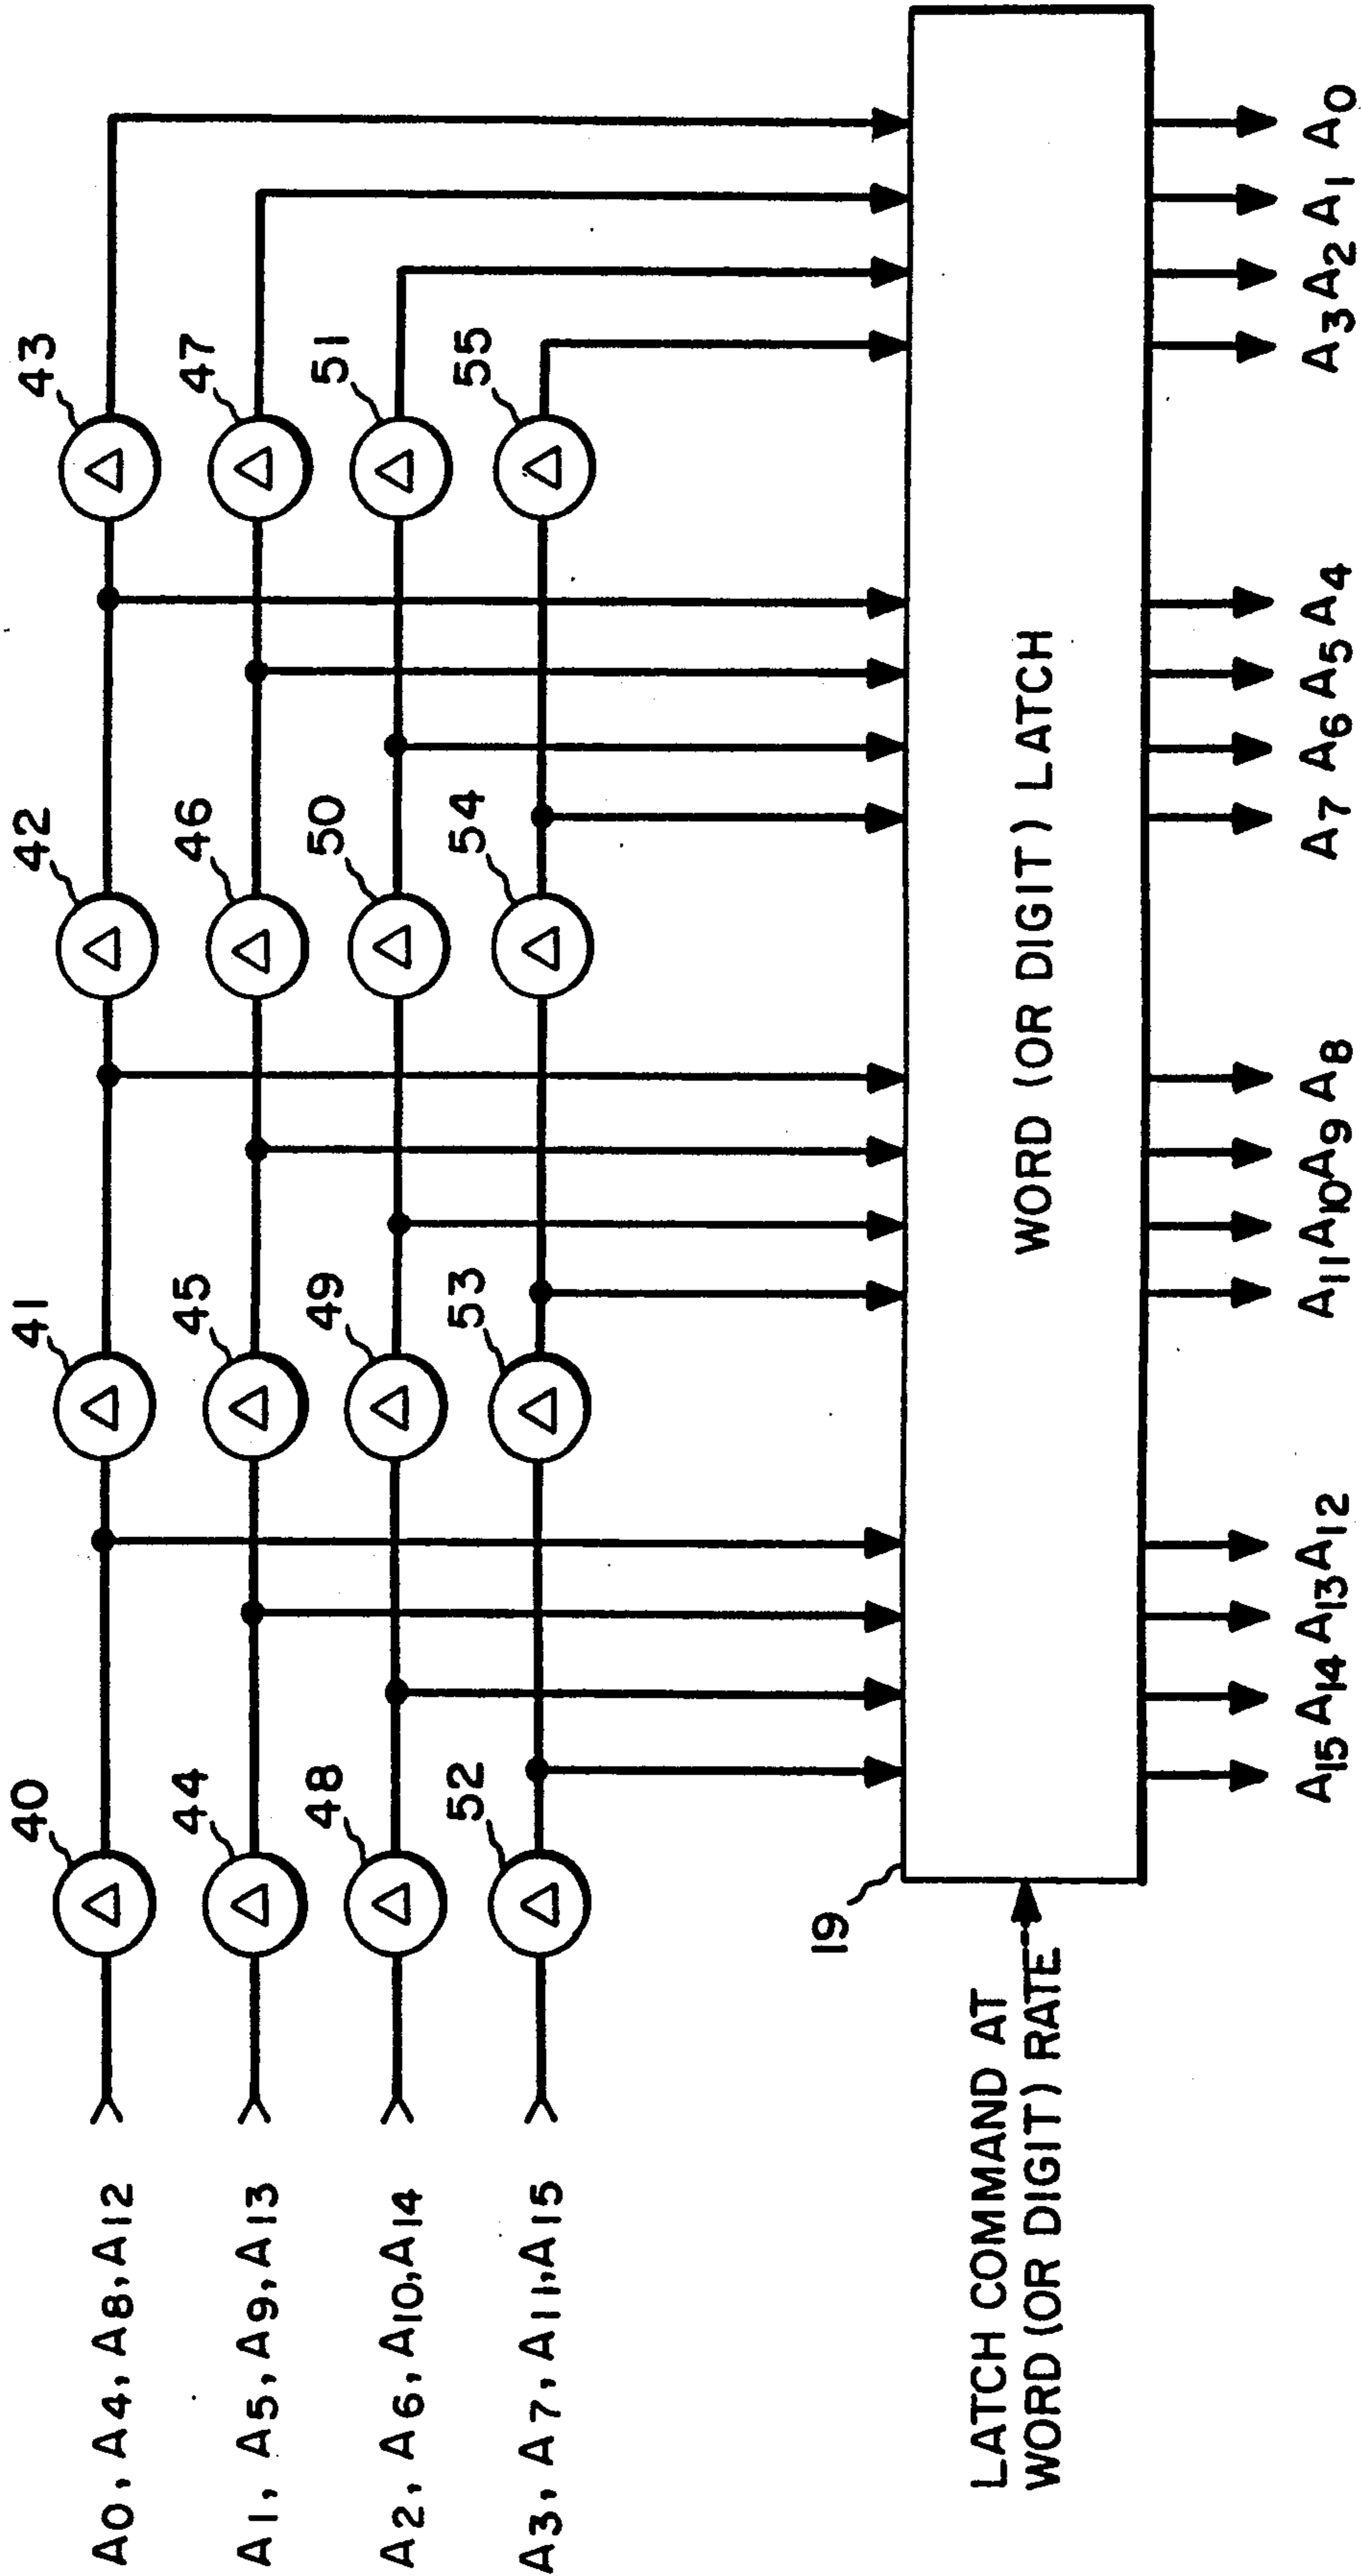 40 41 42 43
A0, A4, A8, A12
44 45 46 47
A1, A5, A9, A13
48 49 50 51
A2, A6, A10, A14
52 53 54 55
A3, A7, A11, A15
19
LATCH COMMAND AT
WORD (OR DIGIT) RATE
WORD (OR DIGIT) LATCH
A15 A14 A13 A12 A11 A10 A9 A8 A7 A6 A5 A4 A3 A2 A1 A0